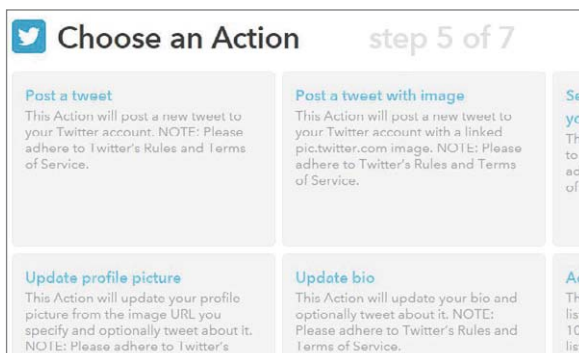 Choose an Action step 5 of 7
Post a tweet
This Action will post a new tweet to
your Twitter account. NOTE: Please
adhere to Twitter's Rules and Terms
of Service.
Post a tweet with image
This Action will post a new tweet to
your Twitter account with a linked
pic.twitter.com image. NOTE: Please
adhere to Twitter's Rules and Terms
of Service.
Update profile picture
This Action will update your profile
picture from the image URL you
specify and optionally tweet about it.
NOTE: Please adhere to Twitter's
Update bio
This Action will update your bio and
optionally tweet about it. NOTE:
Please adhere to Twitter's Rules and
Terms of Service.